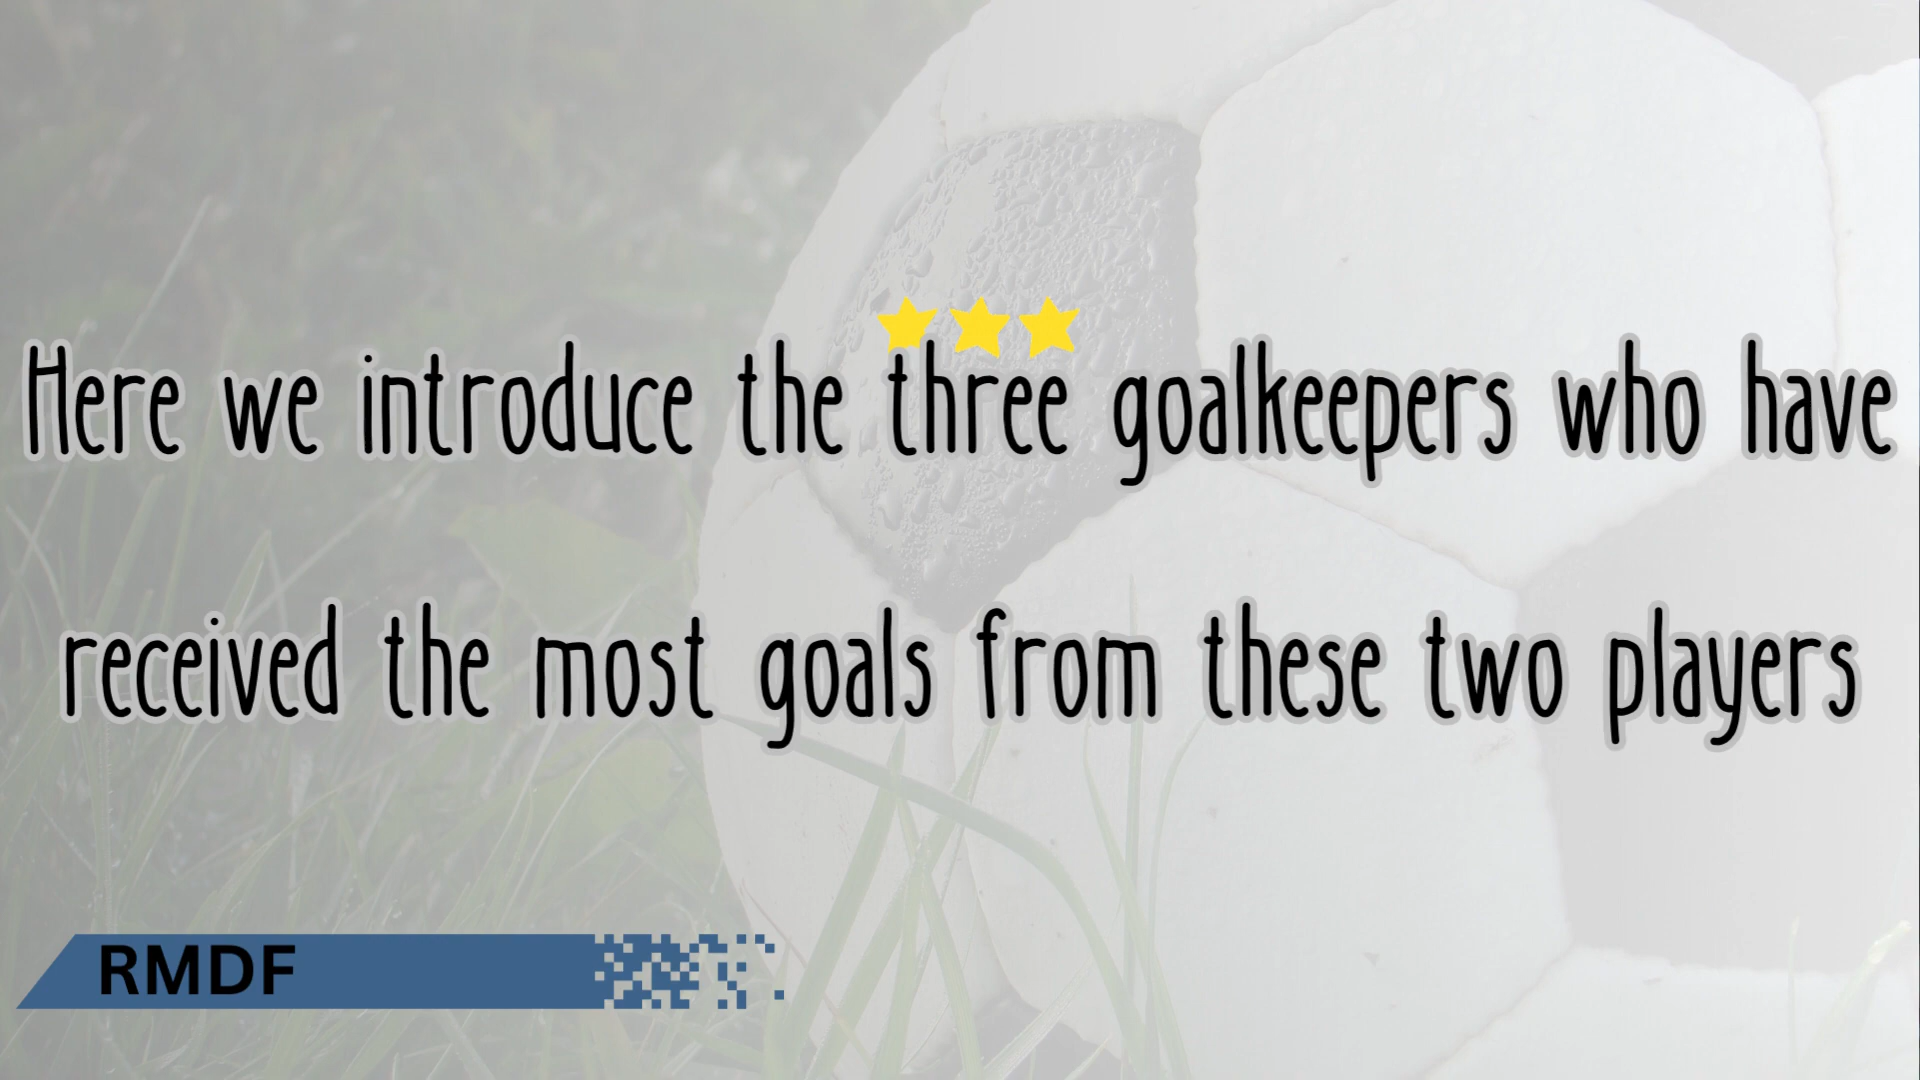 Here we introduce the three goalkeepers who have
received the most goals from these two players
RMDF